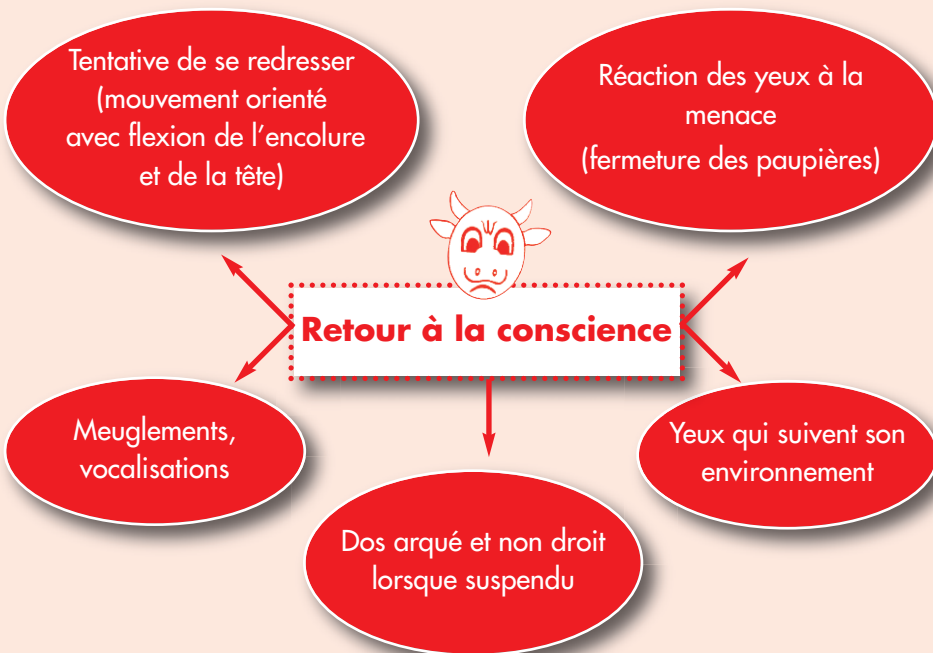 Tentative de se redresser
(mouvement orienté
avec flexion de l'encolure
et de la tête)
Réaction des yeux à la
menace
(fermeture des paupières)
Retour à la conscience
Meuglements,
vocalisations
Yeux qui suivent son
environnement
Dos arqué et non droit
lorsque suspendu